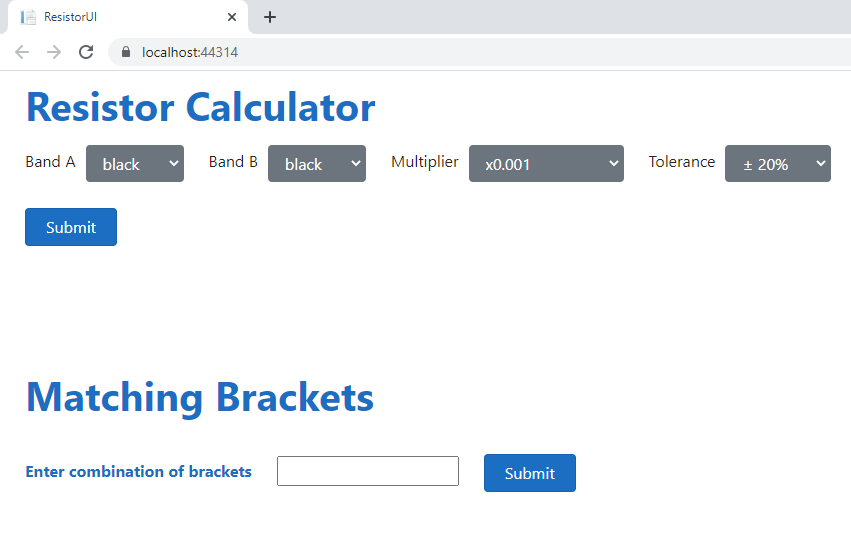 ResistorUI
localhost:44314
Resistor Calculator
Band A black Band B black Multiplier x0.001 Tolerance ± 20%
Submit
Matching Brackets
Enter combination of brackets Submit